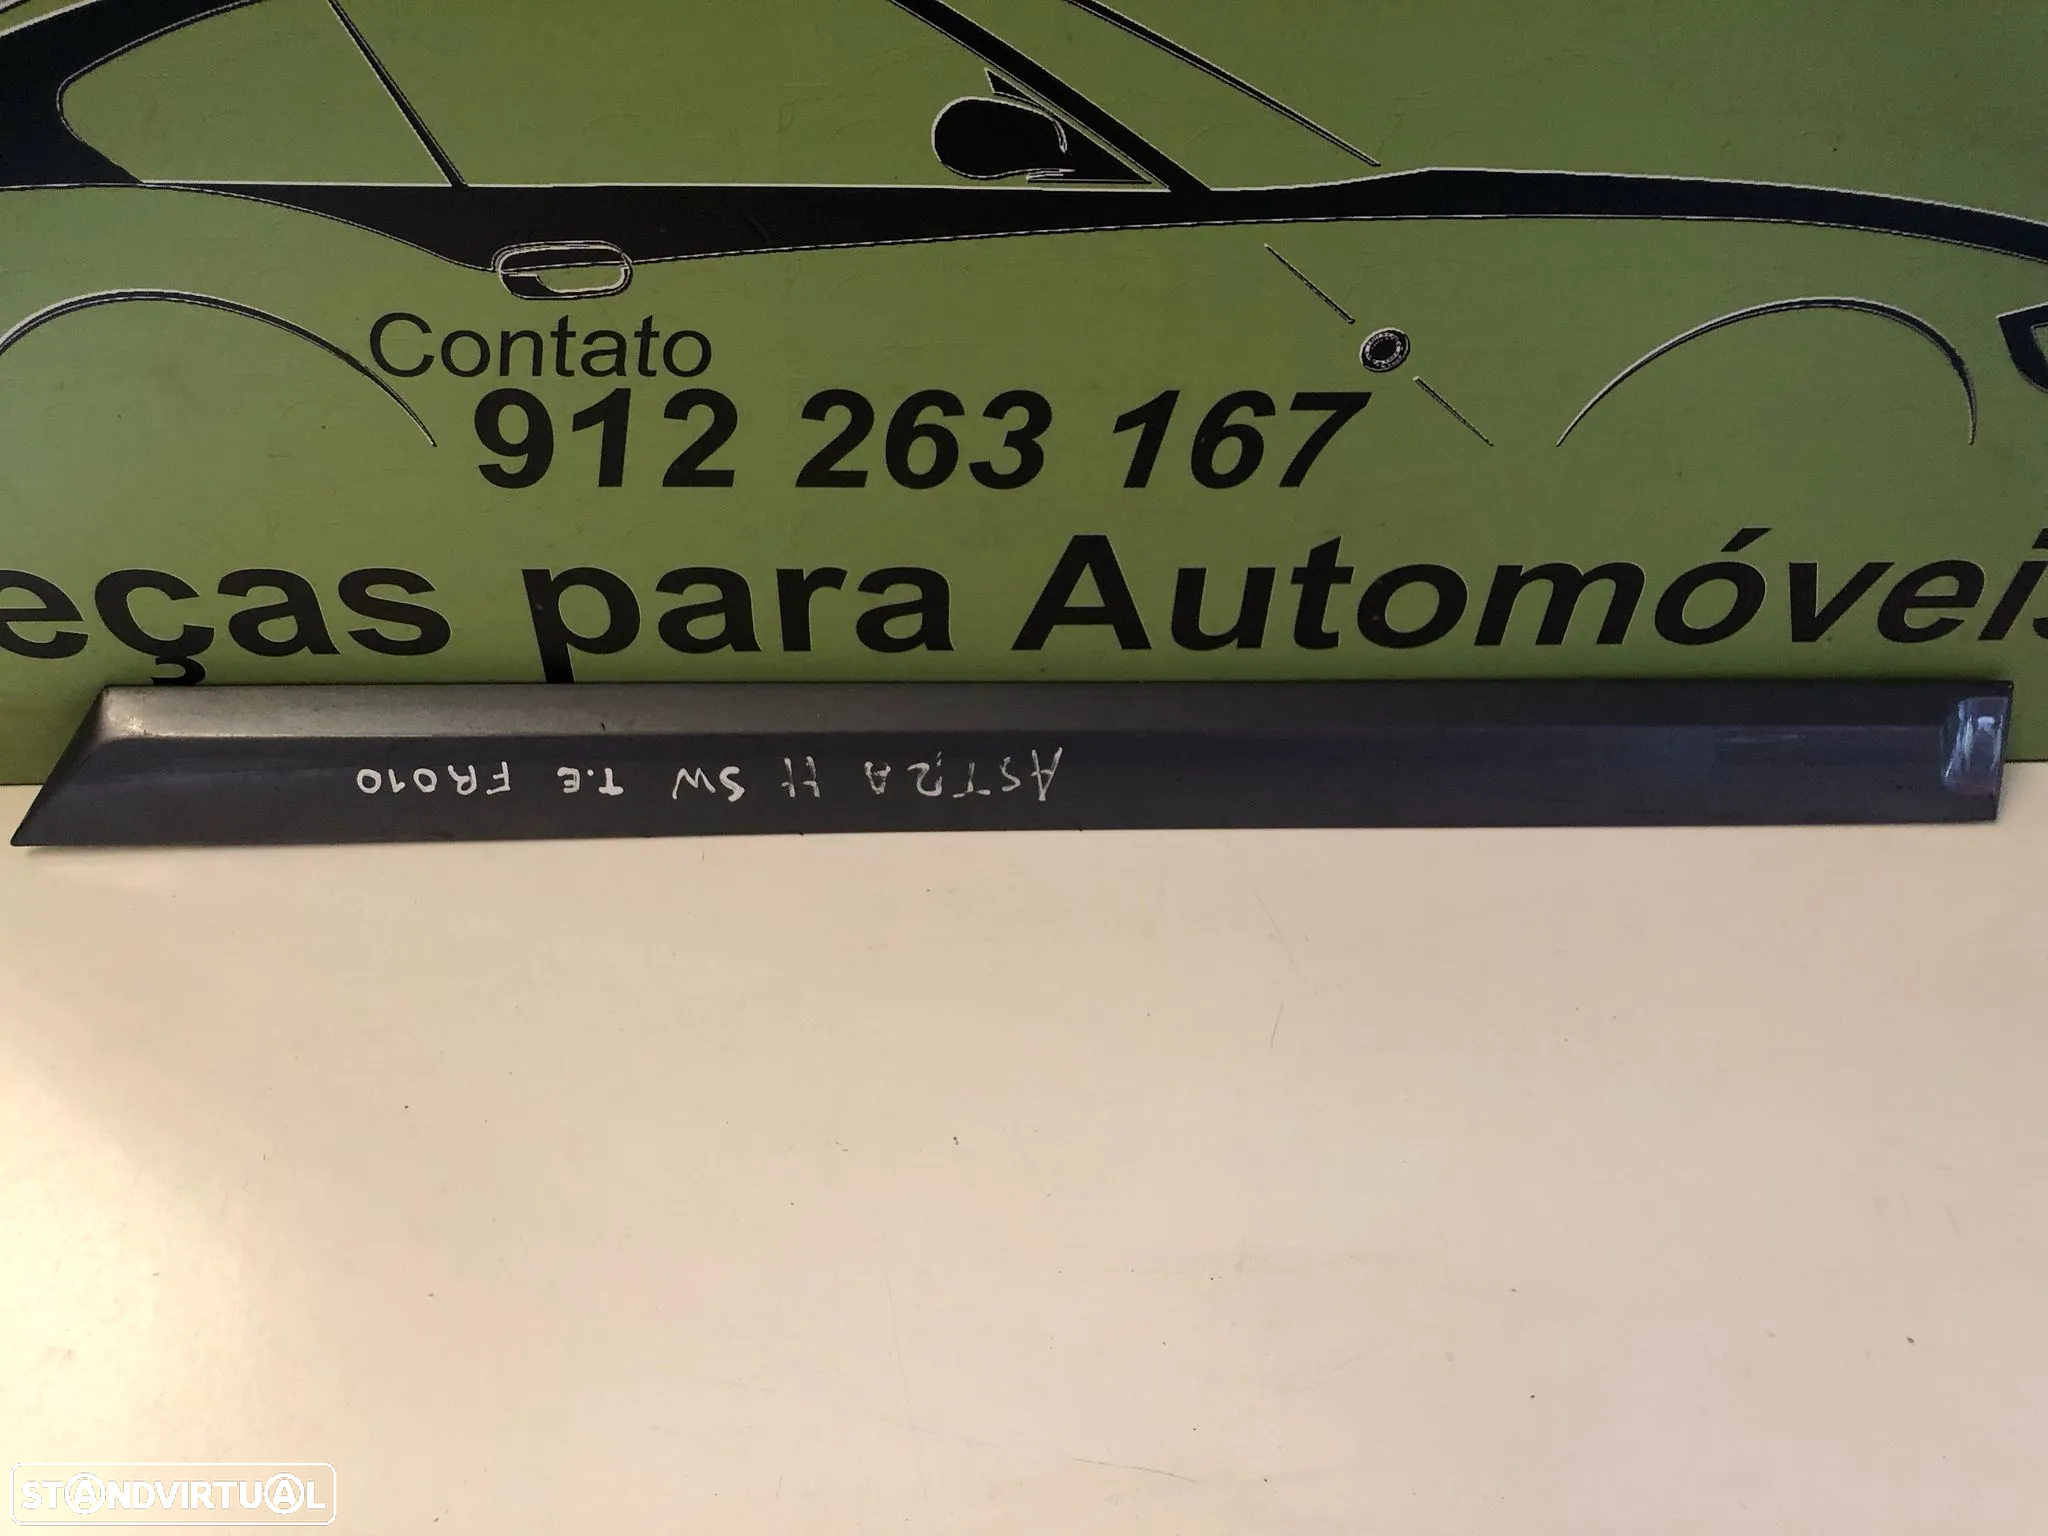 Contato
912 263 167
eças para Automóveis
ASTRA H SW T.E FR010
STANDVIRTUAL